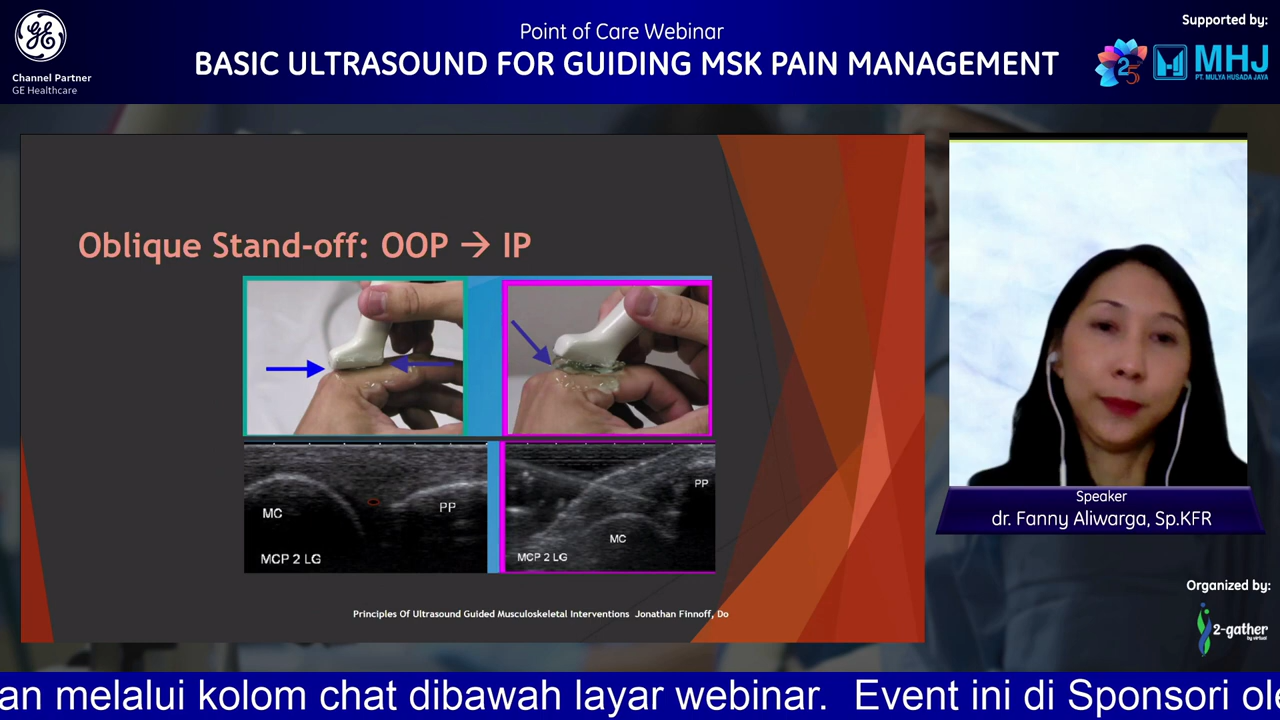 Point of Care Webinar
BASIC ULTRASOUND FOR GUIDING MSK PAIN MANAGEMENT
Channel Partner
GE Healthcare
Supported by:
25
MHJ
PT. MULYA HUSADA JAYA
Oblique Stand-off: OOP → IP
MC
PP
MCP 2 LG
PP
MC
MCP 2 LG
Principles Of Ultrasound Guided Musculoskeletal Interventions Jonathan Finnoff, Do
Speaker
dr. Fanny Aliwarga, Sp.KFR
Organized by:
2-gather
by virtual
an melalui kolom chat dibawah layar webinar. Event ini di Sponsori ole